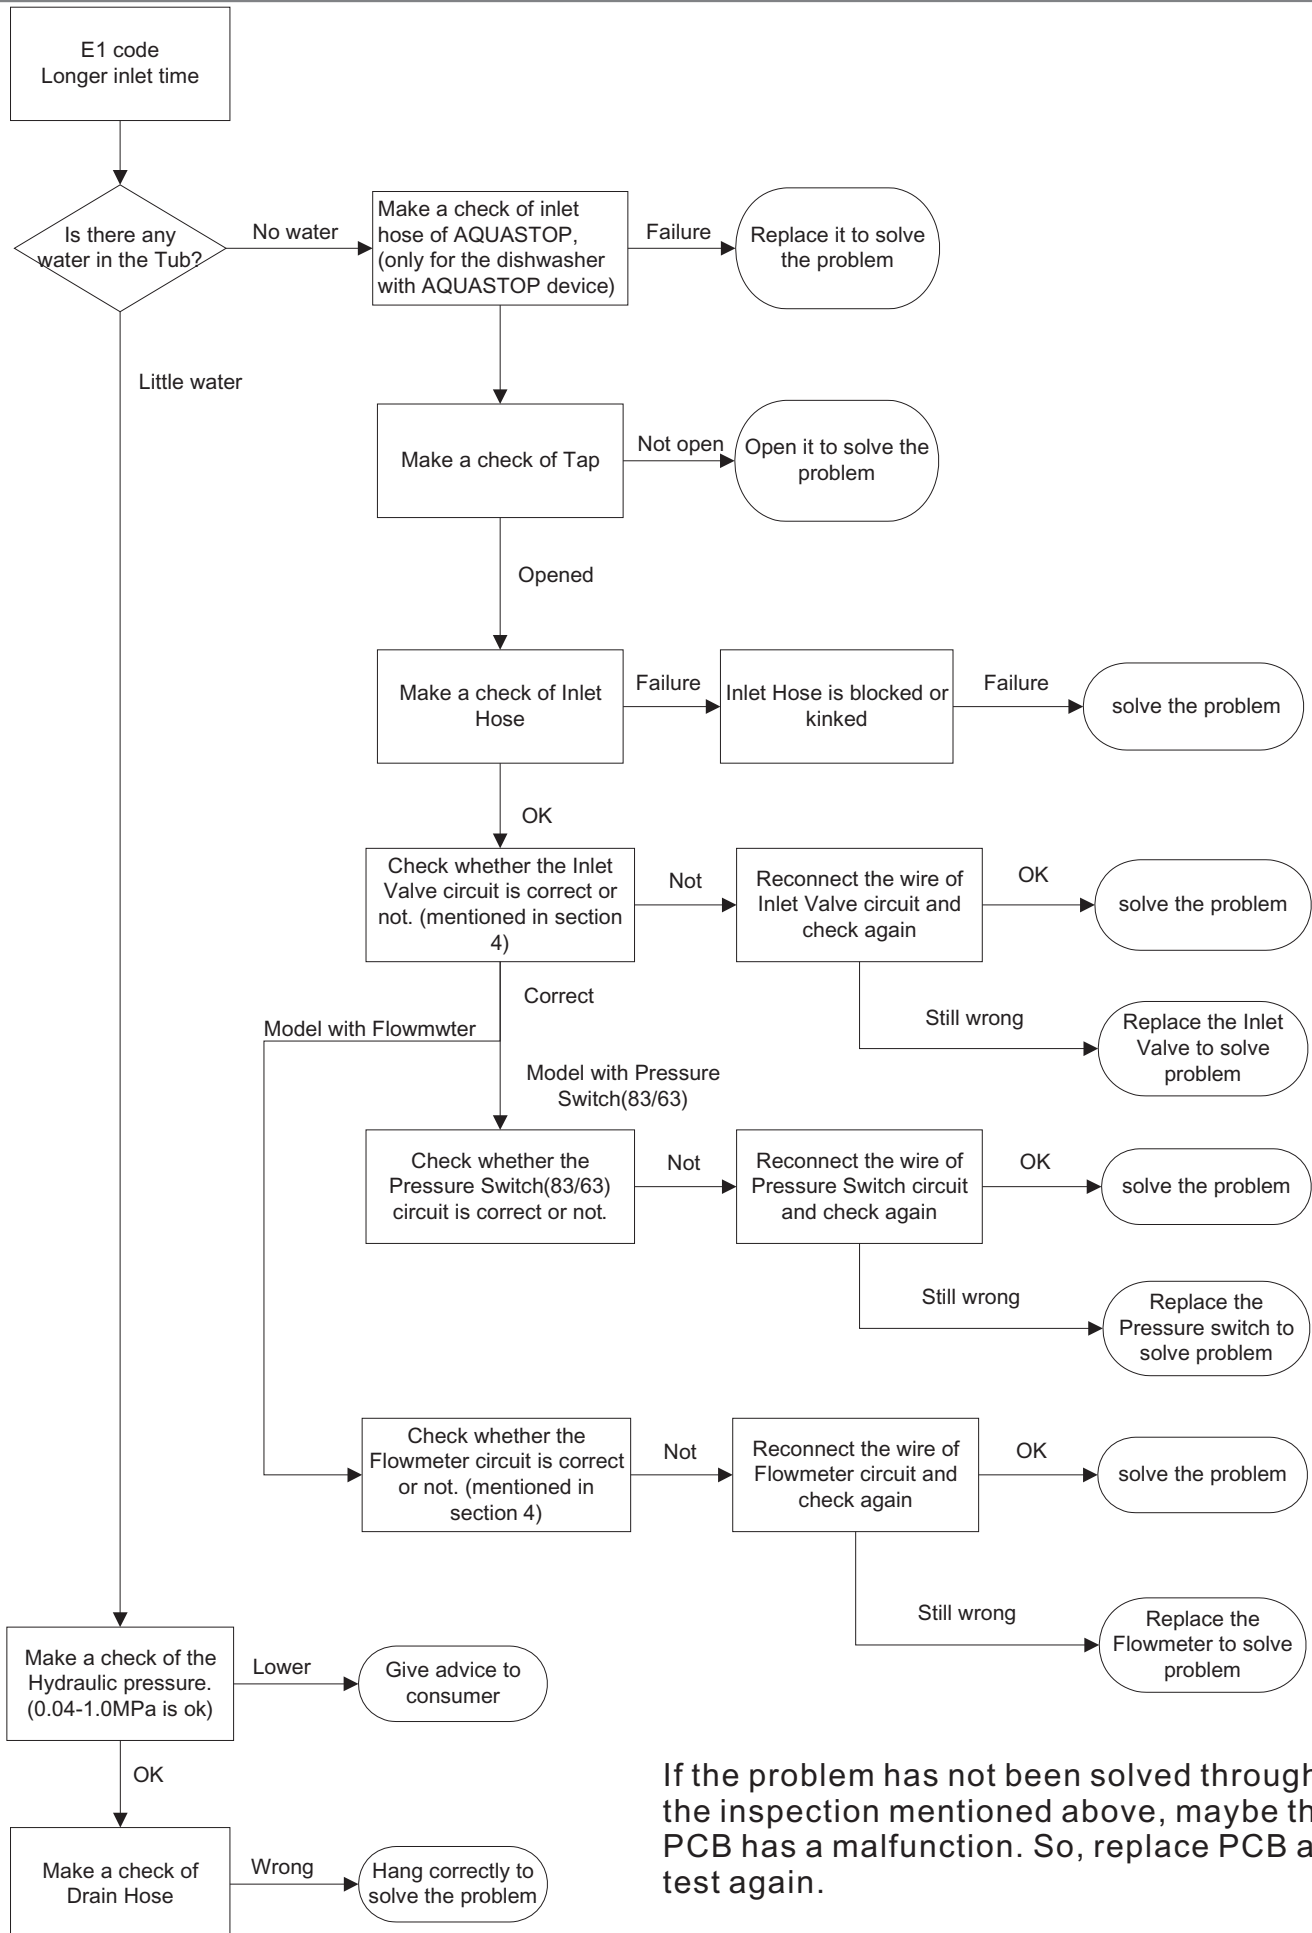 E1 code
Longer inlet time
Is there any
water in the Tub?
No water
Make a check of inlet
hose of AQUASTOP,
(only for the dishwasher
with AQUASTOP device)
Failure
Replace it to solve
the problem
Little water
Make a check of Tap
Not open
Open it to solve the
problem
Opened
Make a check of Inlet
Hose
Failure
Inlet Hose is blocked or
kinked
Failure
solve the problem
OK
Check whether the Inlet
Valve circuit is correct or
not. (mentioned in section
4)
Not
Reconnect the wire of
Inlet Valve circuit and
check again
OK
solve the problem
Correct
Still wrong
Replace the Inlet
Valve to solve
problem
Model with Flowmwter
Model with Pressure
Switch(83/63)
Check whether the
Pressure Switch(83/63)
circuit is correct or not.
Not
Reconnect the wire of
Pressure Switch circuit
and check again
OK
solve the problem
Still wrong
Replace the
Pressure switch to
solve problem
Check whether the
Flowmeter circuit is correct
or not. (mentioned in
section 4)
Not
Reconnect the wire of
Flowmeter circuit and
check again
OK
solve the problem
Still wrong
Replace the
Flowmeter to solve
problem
Make a check of the
Hydraulic pressure.
(0.04-1.0MPa is ok)
Lower
Give advice to
consumer
OK
Make a check of
Drain Hose
Wrong
Hang correctly to
solve the problem
If the problem has not been solved through
the inspection mentioned above, maybe th
PCB has a malfunction. So, replace PCB a
test again.